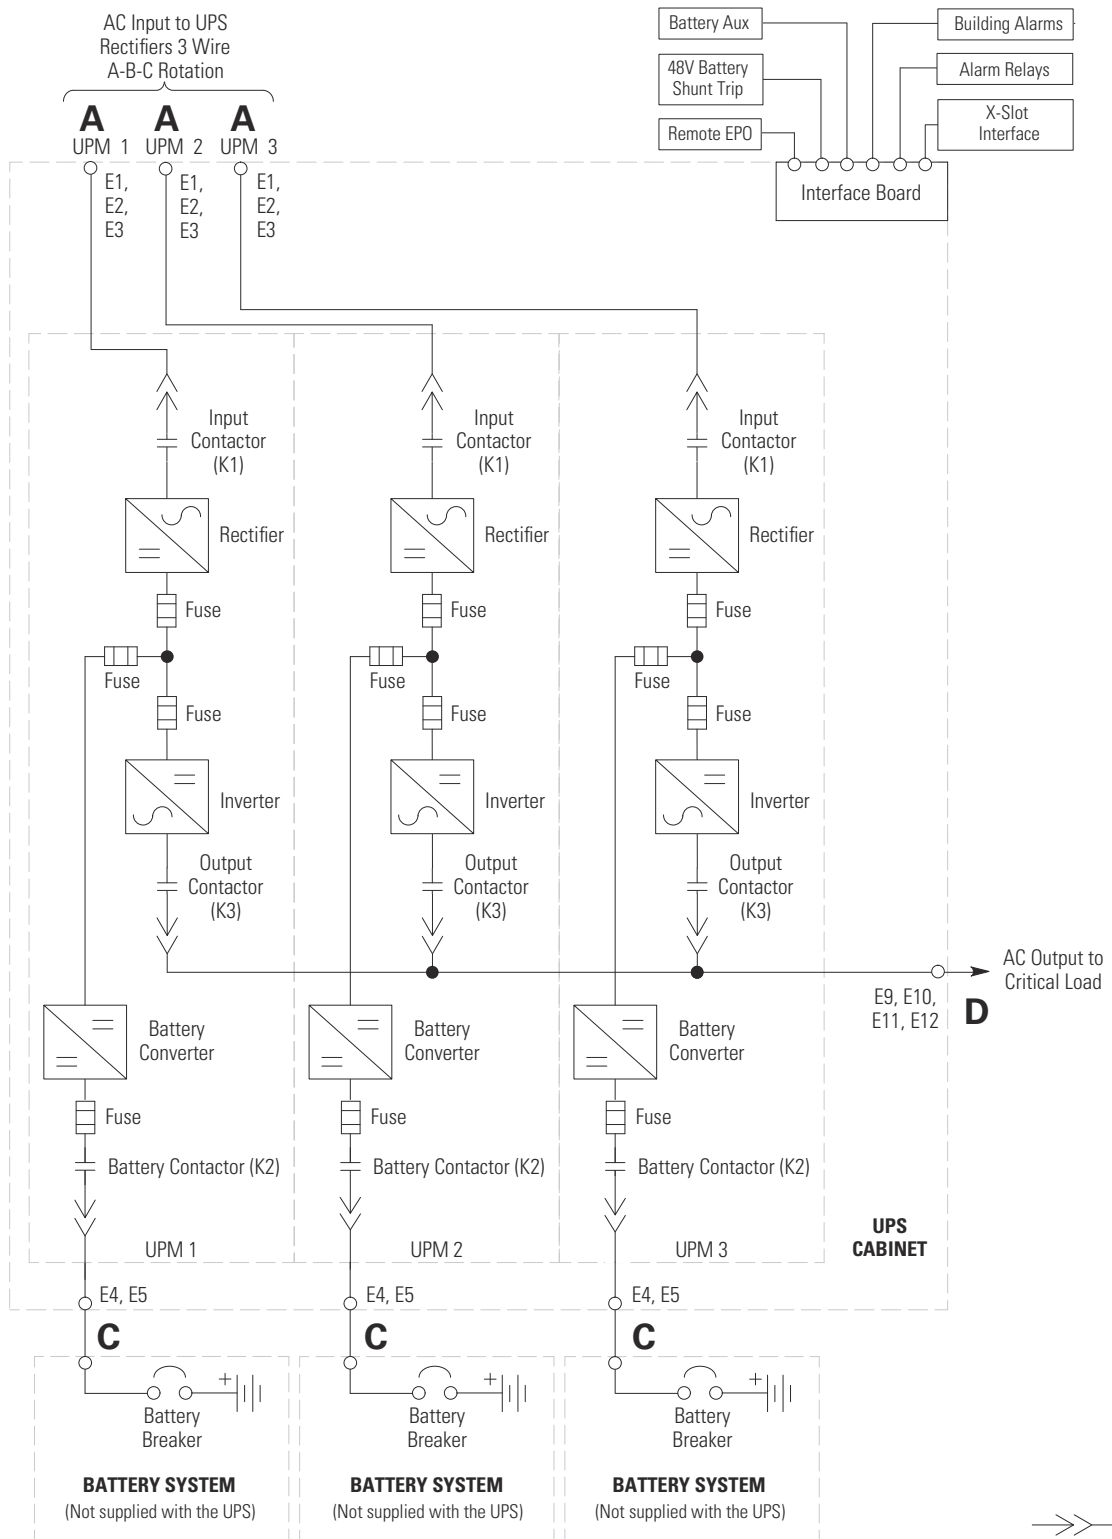 AC Input to UPS
Rectifiers 3 Wire
A-B-C Rotation
A A A
UPM 1 UPM 2 UPM 3
E1,
E2,
E3
E1,
E2,
E3
E1,
E2,
E3
Battery Aux
48V Battery
Shunt Trip
Remote EPO
Building Alarms
Alarm Relays
X-Slot
Interface
Interface Board
Input
Contactor
(K1)
Input
Contactor
(K1)
Input
Contactor
(K1)
Rectifier
Rectifier
Rectifier
Fuse
Fuse
Fuse
Fuse
Fuse
Fuse
Fuse
Fuse
Fuse
Inverter
Inverter
Inverter
Output
Contactor
(K3)
Output
Contactor
(K3)
Output
Contactor
(K3)
AC Output to
Critical Load
E9, E10,
E11, E12
D
Battery
Converter
Battery
Converter
Battery
Converter
Fuse
Fuse
Fuse
Battery Contactor (K2)
Battery Contactor (K2)
Battery Contactor (K2)
UPM 1
UPM 2
UPM 3
UPS
CABINET
E4, E5
E4, E5
E4, E5
C
C
C
+
+
+
Battery
Breaker
Battery
Breaker
Battery
Breaker
BATTERY SYSTEM
(Not supplied with the UPS)
BATTERY SYSTEM
(Not supplied with the UPS)
BATTERY SYSTEM
(Not supplied with the UPS)